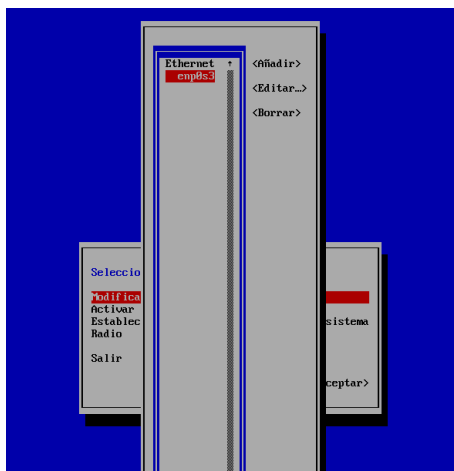 Ethernet ↑
enp0s3
<Añadir>
<Editar…>
<Borrar>
Seleccio
Modifica
Activar
Establec
sistema
Radio
Salir
ceptar>